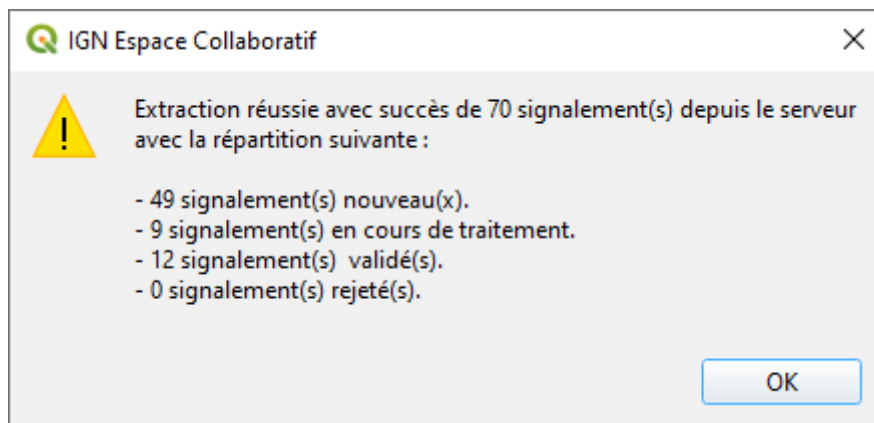 IGN Espace Collaboratif
Extraction réussie avec succès de 70 signalement(s) depuis le serveur
avec la répartition suivante :
- 49 signalement(s) nouveau(x).
- 9 signalement(s) en cours de traitement.
- 12 signalement(s)  validé(s).
- 0 signalement(s) rejeté(s).
OK